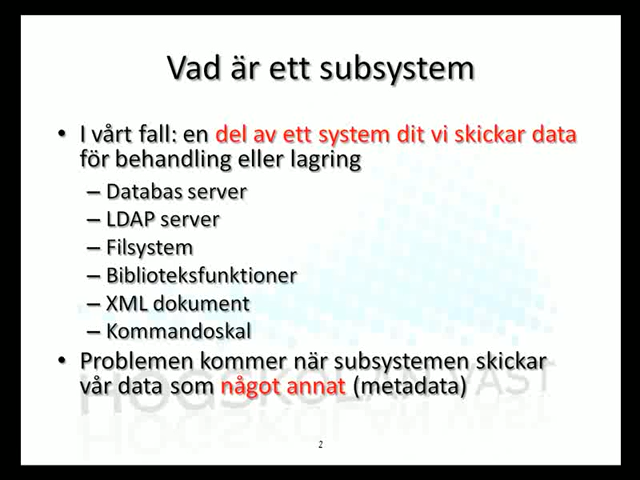 Vad är ett subsystem
• I vårt fall: en del av ett system dit vi skickar data
för behandling eller lagring
– Databas server
– LDAP server
– Filsystem
– Biblioteksfunktioner
– XML dokument
– Kommandoskal
• Problemen kommer när subsystemen skickar
vår data som något annat (metadata)
HÖGSKOLAN VÄST
2